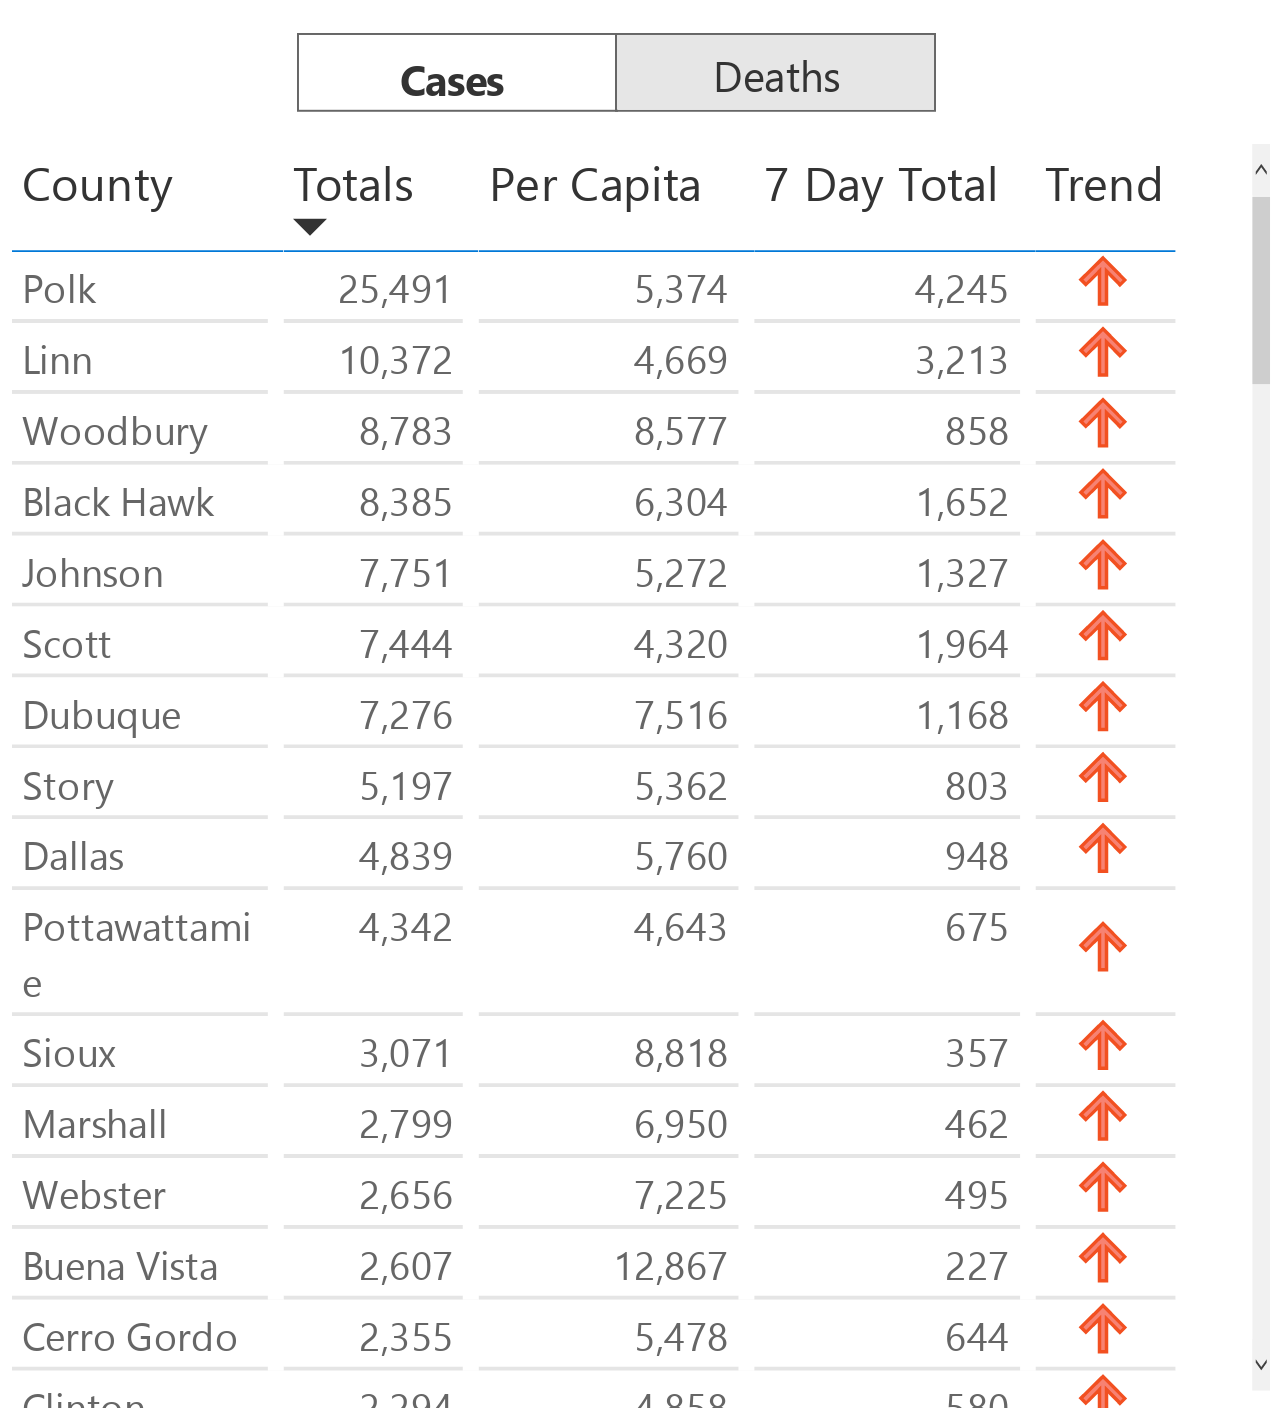 Cases Deaths
County Totals Per Capita 7 Day Total Trend
Polk 25,491 5,374 4,245
Linn 10,372 4,669 3,213
Woodbury 8,783 8,577 858
Black Hawk 8,385 6,304 1,652
Johnson 7,751 5,272 1,327
Scott 7,444 4,320 1,964
Dubuque 7,276 7,516 1,168
Story 5,197 5,362 803
Dallas 4,839 5,760 948
Pottawattami 4,342 4,643 675
e
Sioux 3,071 8,818 357
Marshall 2,799 6,950 462
Webster 2,656 7,225 495
Buena Vista 2,607 12,867 227
Cerro Gordo 2,355 5,478 644
Clinton 2,294 4,858 580